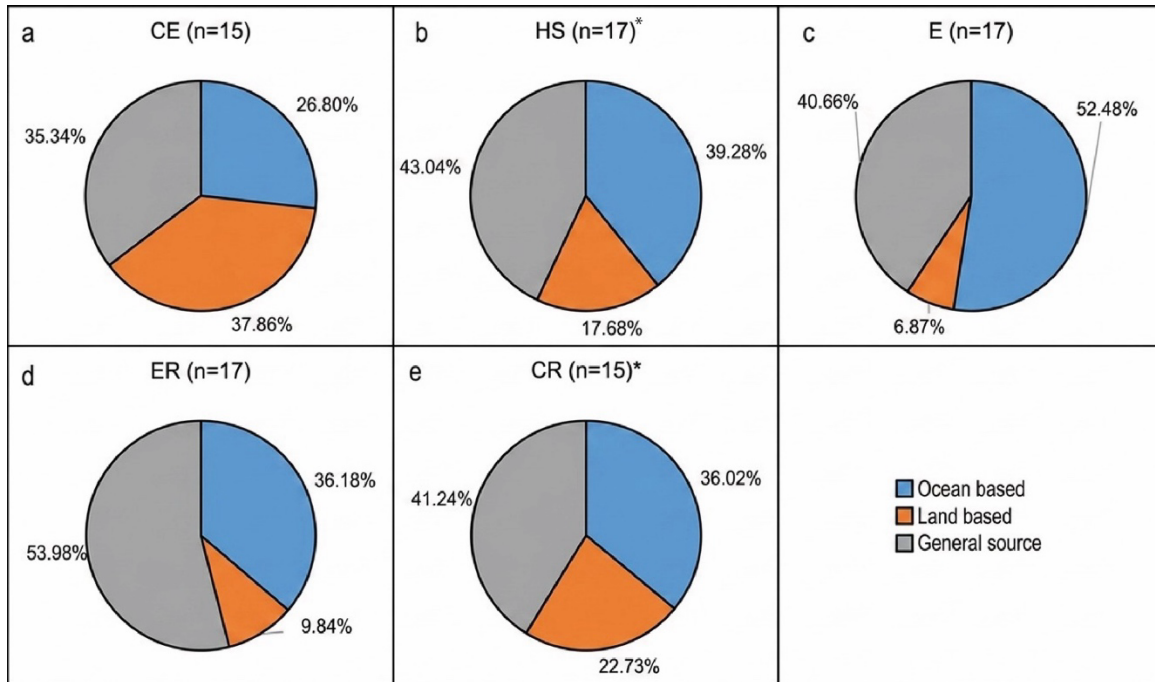 a
CE (n=15)
26.80%
35.34%
37.86%
b
HS (n=17)*
39.28%
43.04%
17.68%
c
E (n=17)
40.66%
52.48%
6.87%
d
ER (n=17)
36.18%
53.98%
9.84%
e
CR (n=15)*
36.02%
41.24%
22.73%
Ocean based
Land based
General source